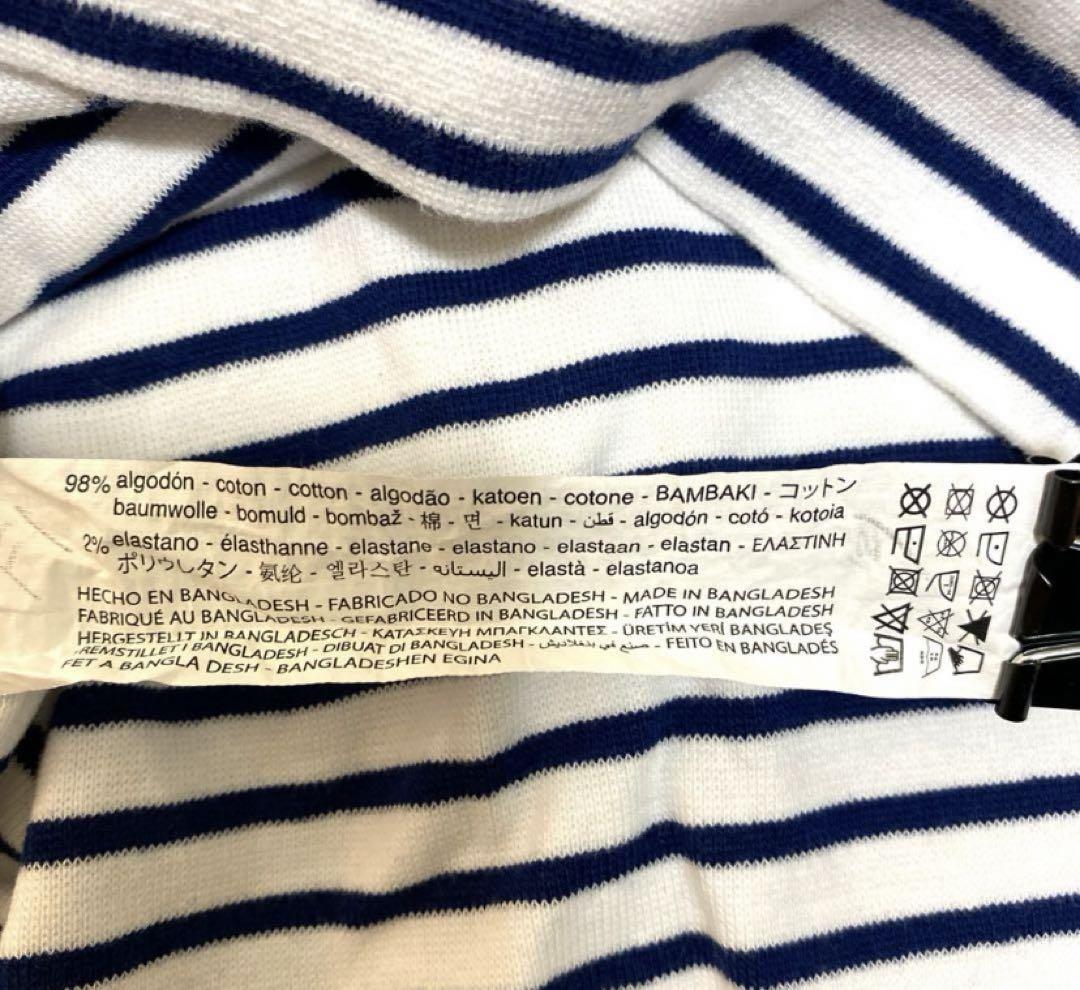 98% algodón - coton - cotton - algodão - katoen - cotone - BAMBAKI - コットン
baumwolle - bomuld - bombaž - 棉 - 면 - katun - قطن - algodón - cotó - kotoia
2% elastano - élasthanne - elastane - elastano - elastaan - elastan - ΕΛΑΣΤΙΝΗ
ポリウレタン - 氨纶 - 엘라스탄 - اليستانه - elastà - elastanoa
HECHO EN BANGLADESH - FABRICADO NO BANGLADESH - MADE IN BANGLADESH
FABRIQUÉ AU BANGLADESH - GEFABRICEERD IN BANGLADESH - FATTO IN BANGLADESH
HERGESTELLT IN BANGLADESCH - ΚΑΤΑΣΚΕΥΗ ΜΠΑΓΚΛΑΝΤΕΣ - ÜRETİM YERİ BANGLADEŞ
FREMSTILLET I BANGLADESH - DIBUAT DI BANGLADESH - صنع في بنغلاديش - FEITO EN BANGLADÉS
FET A BANGLA DESH - BANGLADESHEN EGINA